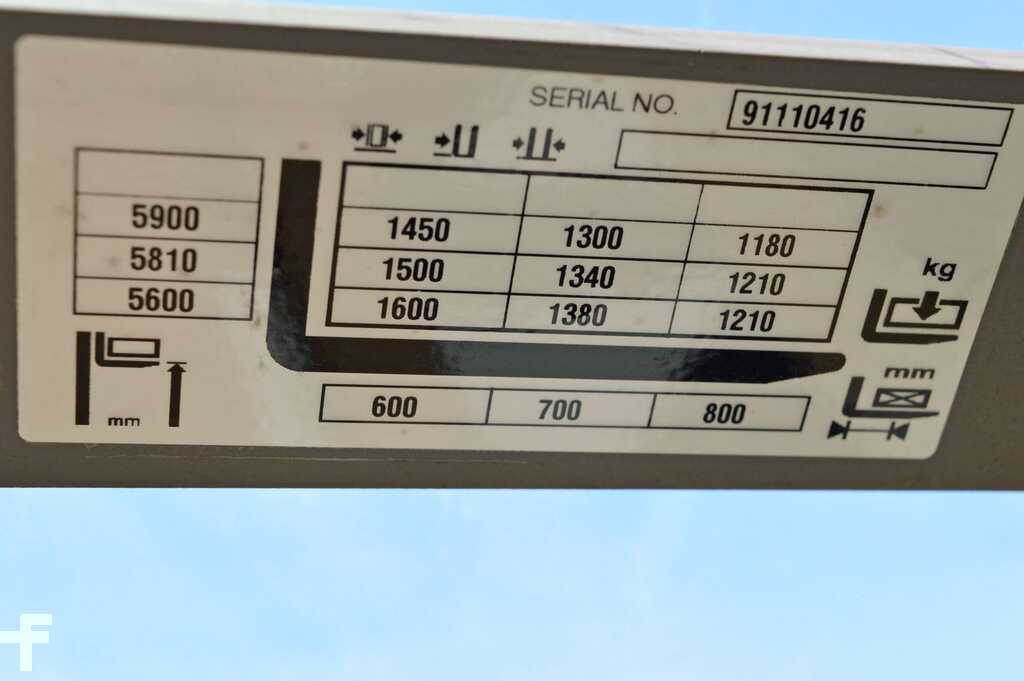 SERIAL NO. 91110416
5900 1450 1300 1180
5810 1500 1340 1210
5600 1600 1380 1210
kg
mm
mm
600 700 800